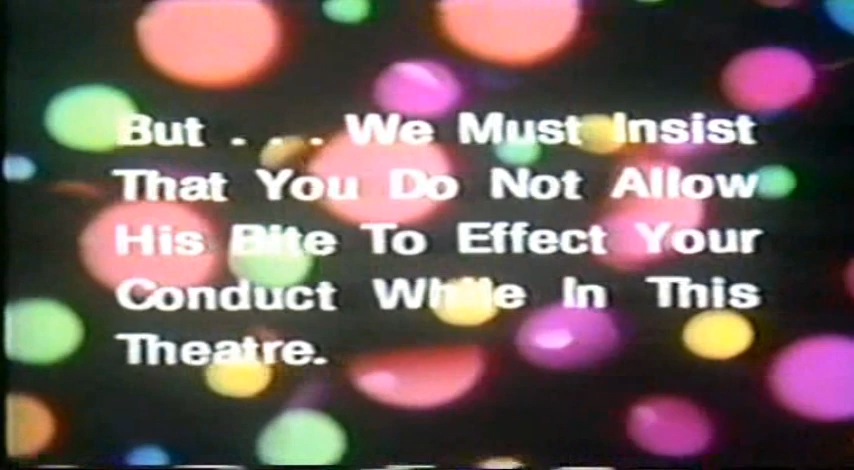 But . . . We Must Insist
That You Do Not Allow
His Bite To Effect Your
Conduct While In This
Theatre.